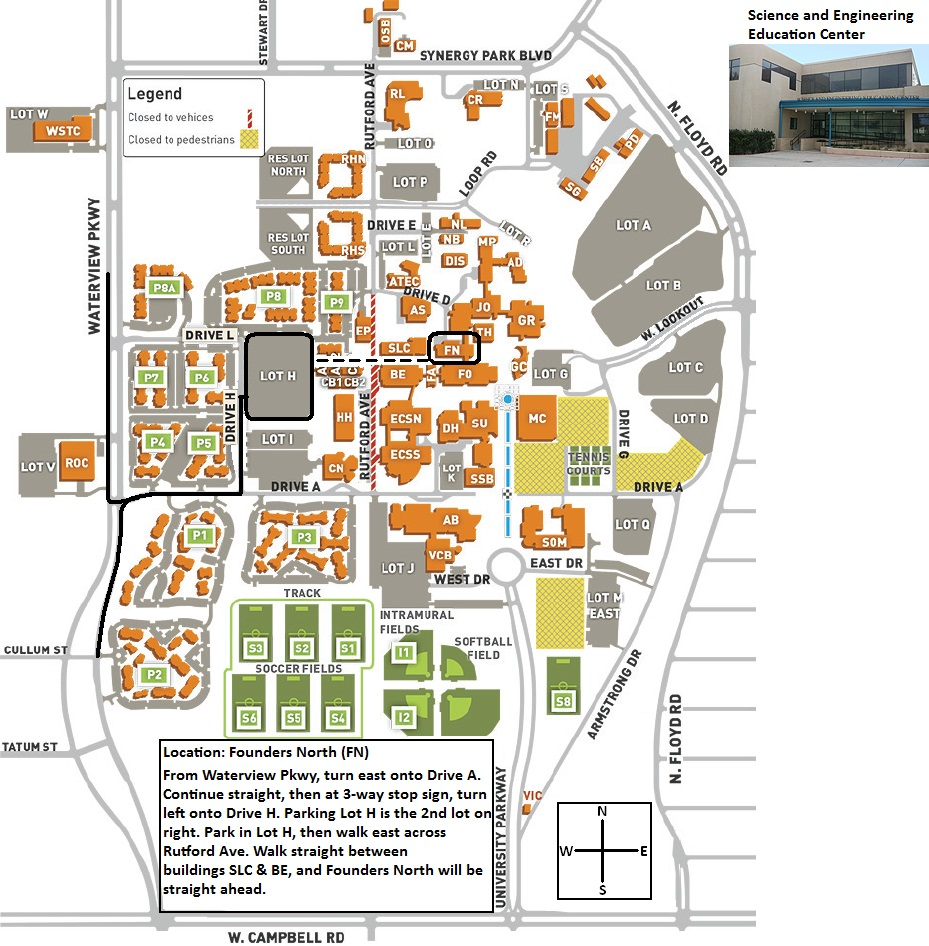 Science and Engineering
Education Center
SCIENCE AND ENGINEERING EDUCATION CENTER
STEWART DR
OSB
CM
SYNERGY PARK BLVD
RUTFORD AVE
Legend
Closed to vehicles
Closed to pedestrians
LOT W
WSTC
RL
LOT N
CR
LOT S
FM
PD
SB
SG
N. FLOYD RD
LOT O
LOOP RD
RES LOT
NORTH
RHN
LOT P
WATERVIEW PKWY
RES LOT
SOUTH
RHS
DRIVE E
LOT L
LOT E
NL
NB
DIS
MP
AD
LOT R
LOT A
LOT B
P8A
P8
P9
ATEC
DRIVE D
AS
JO
TH
GR
EP
W. LOOKOUT
DRIVE L
SLC
FN
P7
P6
LOT H
CB1
CB2
BE
FA
FO
GC
LOT G
LOT C
DRIVE H
HH
RUTFORD AVE
ECSN
DH
SU
MC
DRIVE G
LOT D
P4
P5
LOT I
ECSS
LOT
K
SSB
TENNIS
COURTS
LOT V
ROC
CN
DRIVE A
DRIVE A
P1
P3
AB
VCB
LOT J
WEST DR
SOM
EAST DR
LOT Q
LOT M
EAST
TRACK
S3
S2
S1
SOCCER FIELDS
S6
S5
S4
INTRAMURAL
FIELDS
I1
I2
SOFTBALL
FIELD
S8
CULLUM ST
P2
ARMSTRONG DR
N. FLOYD RD
TATUM ST
Location: Founders North (FN)
From Waterview Pkwy, turn east onto Drive A.
Continue straight, then at 3-way stop sign, turn
left onto Drive H. Parking Lot H is the 2nd lot on
right. Park in Lot H, then walk east across
Rutford Ave. Walk straight between
buildings SLC & BE, and Founders North will be
straight ahead.
UNIVERSITY PARKWAY
VIC
N
W
E
S
W. CAMPBELL RD